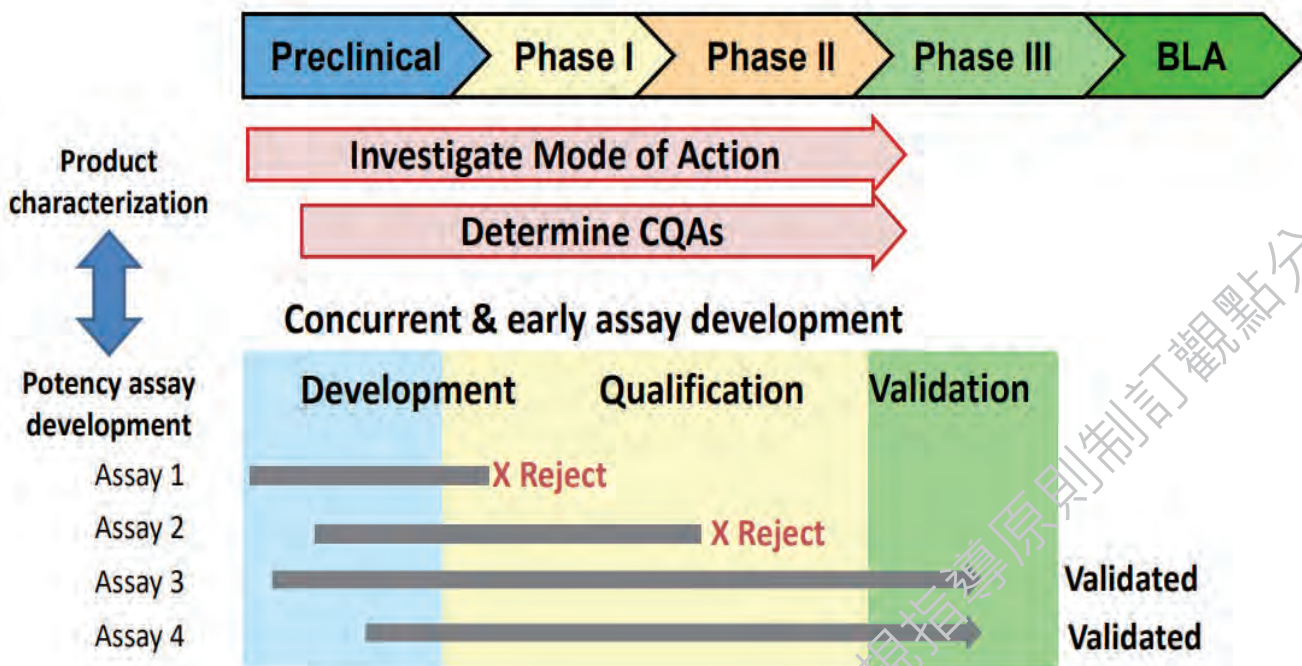 Preclinical Phase I Phase II Phase III BLA
Investigate Mode of Action
Product
characterization
Determine CQAs
Concurrent & early assay development
Potency assay
development
Development Qualification Validation
Assay 1 X Reject
Assay 2 X Reject
Assay 3 Validated
Assay 4 Validated
規指導原則制訂觀點分